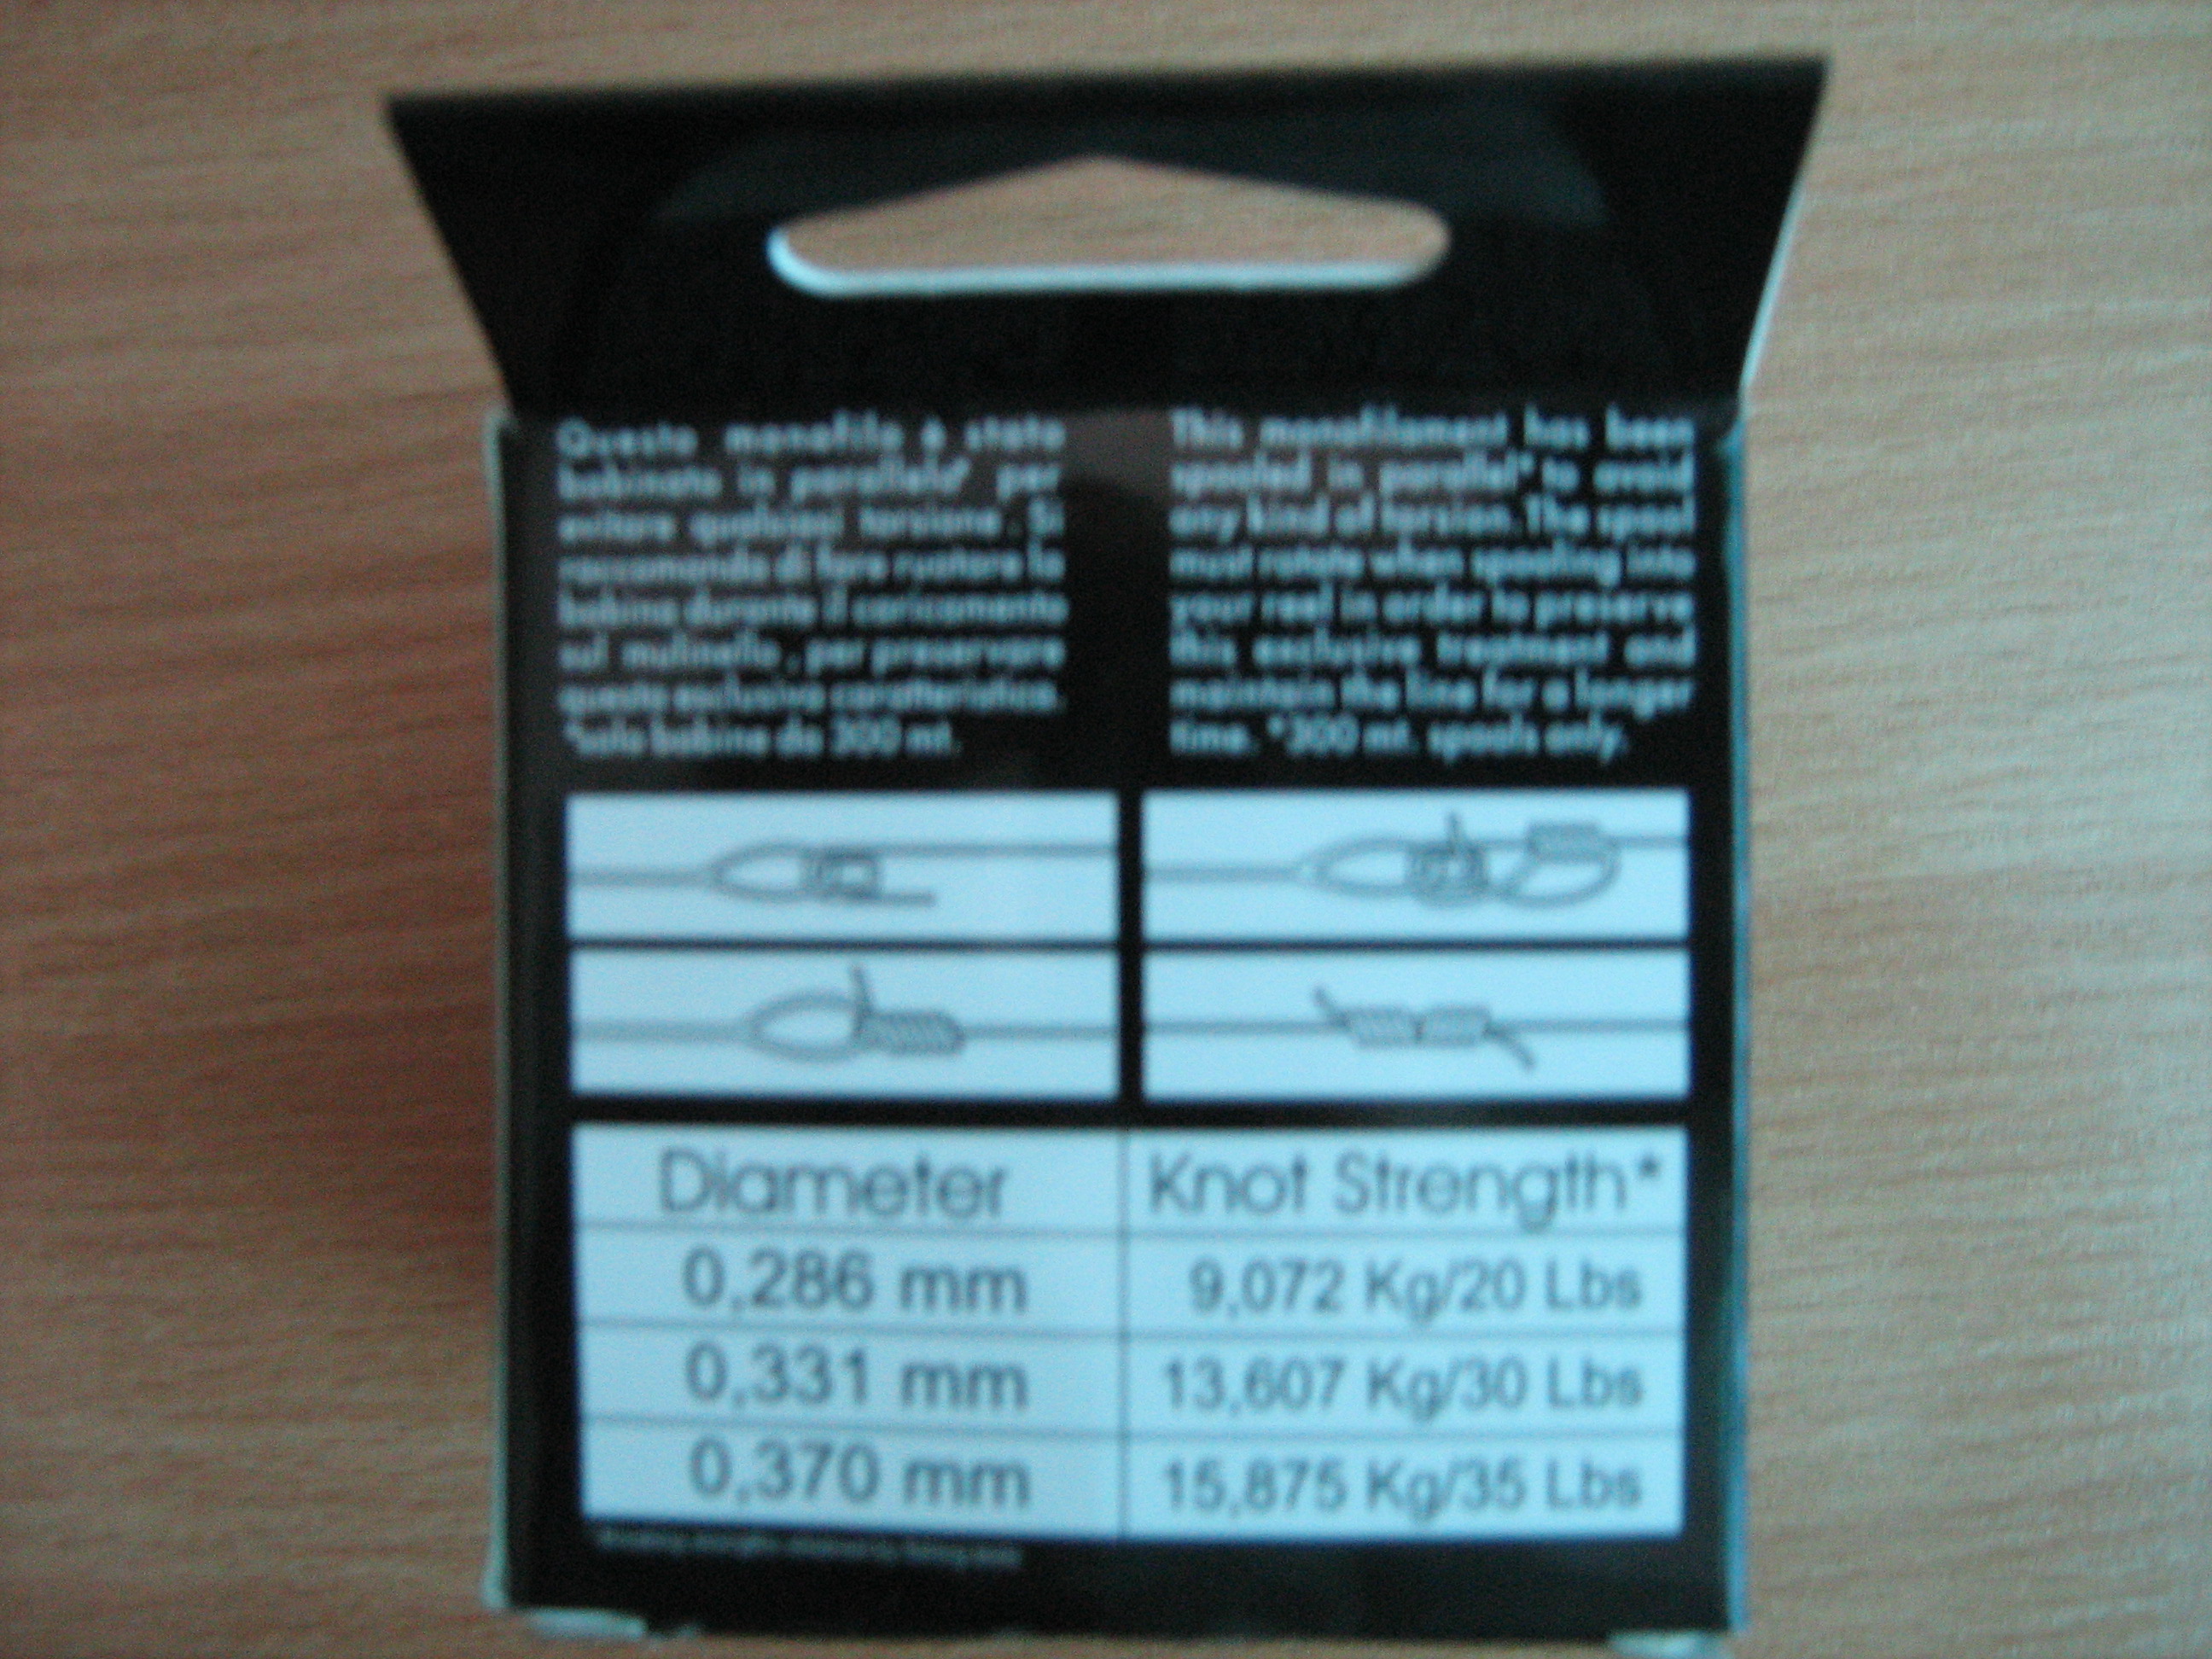 Questo monofilo è stato
bobinato in parallelo* per
evitare qualsiasi torsione. Si
raccomanda di fare ruotare la
bobina durante il caricamento
sul mulinello, per preservare
questa esclusiva caratteristica.
*Solo bobine da 300 mt.
This monofilament has been
spooled in parallel* to avoid
any kind of torsion. The spool
must rotate when spooling into
your reel in order to preserve
this exclusive treatment and
maintain the line for a longer
time. *300 mt. spools only.
Diameter Knot Strength*
0,286 mm 9,072 Kg/20 Lbs
0,331 mm 13,607 Kg/30 Lbs
0,370 mm 15,875 Kg/35 Lbs